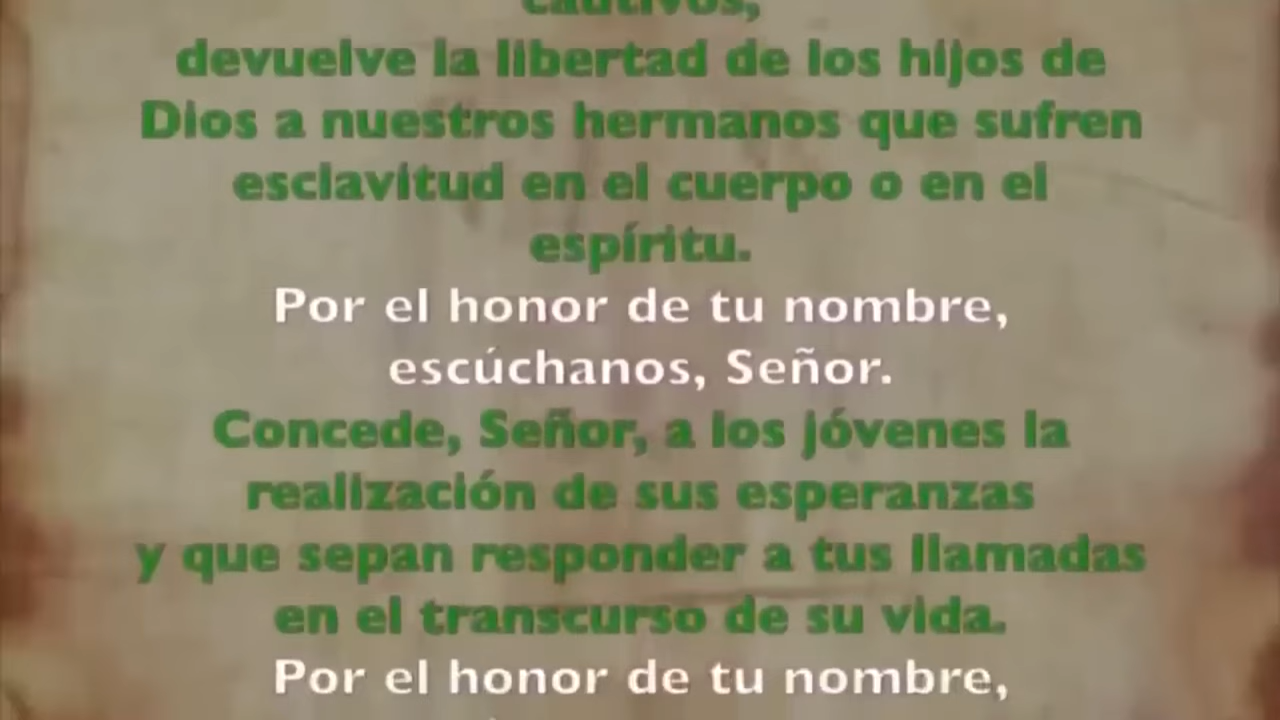 cautivos,
devuelve la libertad de los hijos de
Dios a nuestros hermanos que sufren
esclavitud en el cuerpo o en el
espíritu.
Por el honor de tu nombre,
escúchanos, Señor.
Concede, Señor, a los jóvenes la
realización de sus esperanzas
y que sepan responder a tus llamadas
en el transcurso de su vida.
Por el honor de tu nombre,